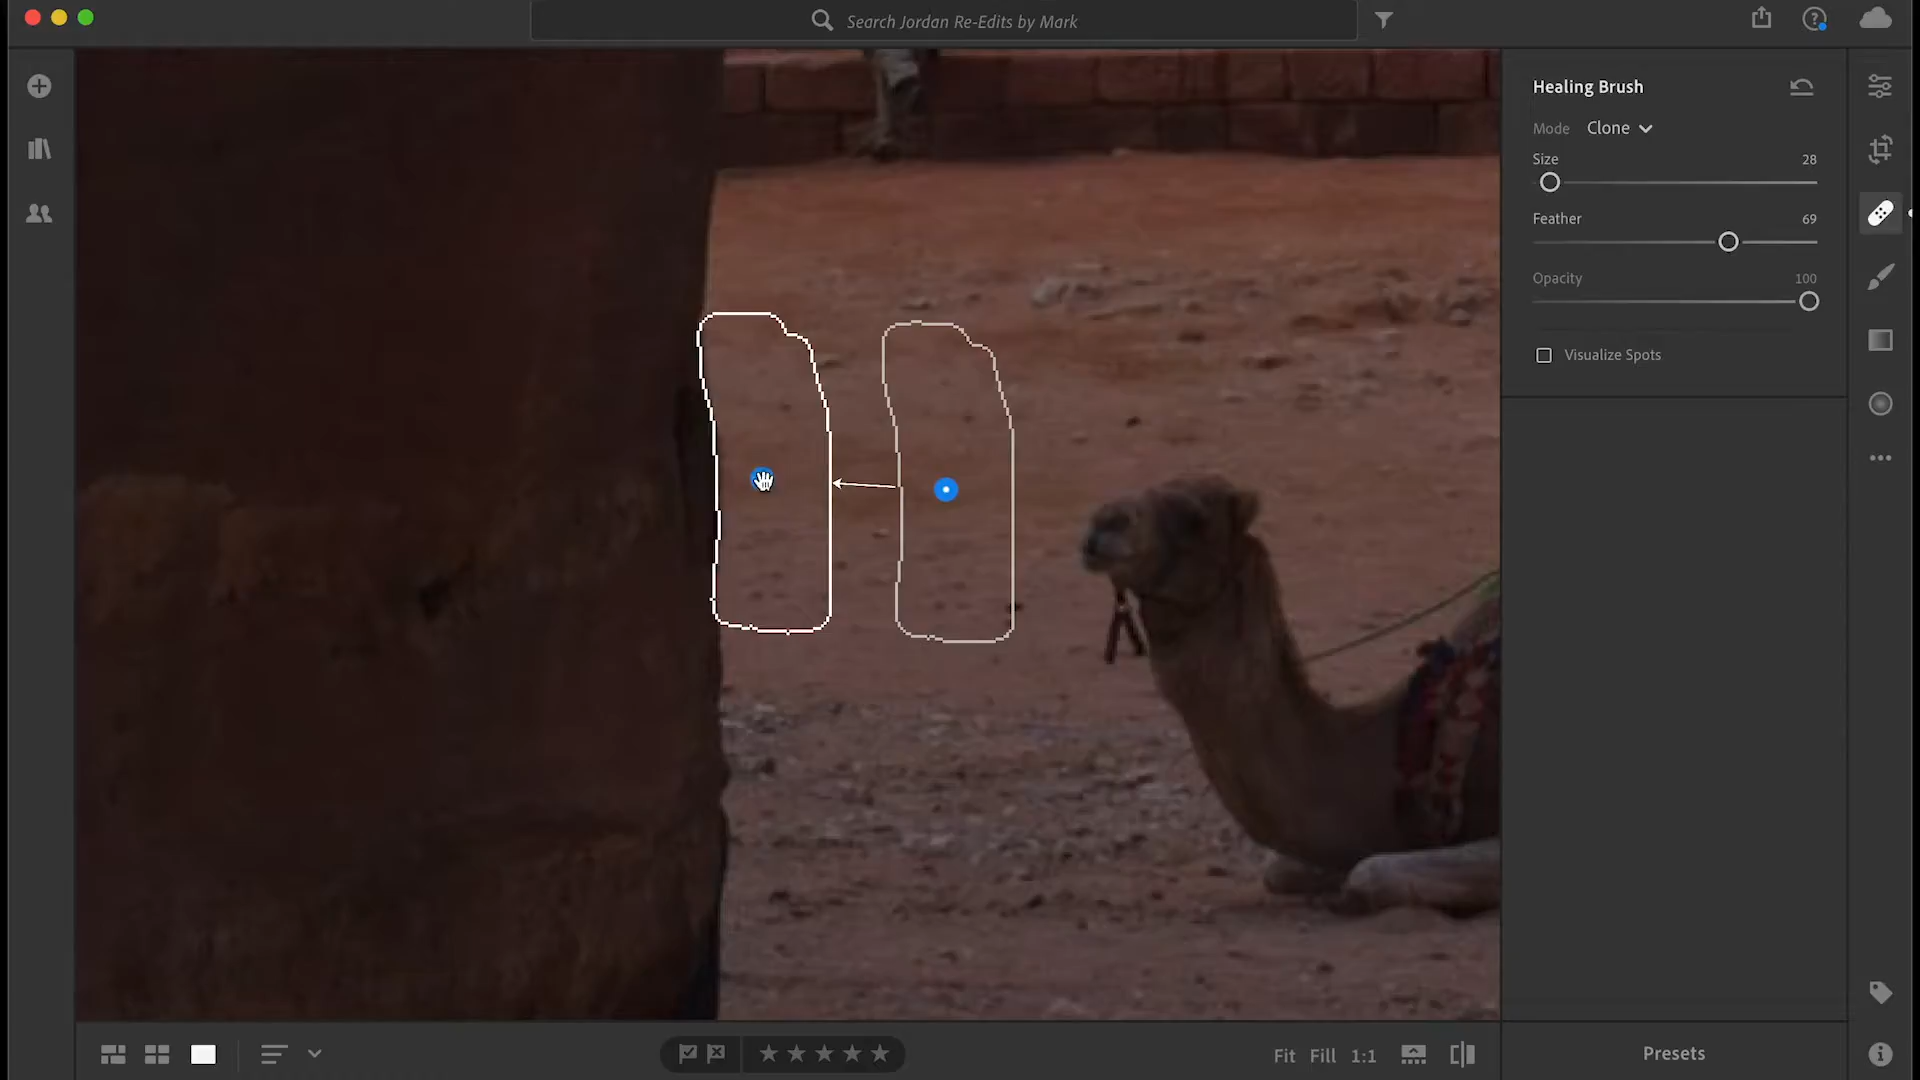 Search Jordan Re-Edits by Mark
Healing Brush
Mode Clone
Size 28
Feather 69
Opacity 100
Visualize Spots
Fit Fill 1:1
Presets